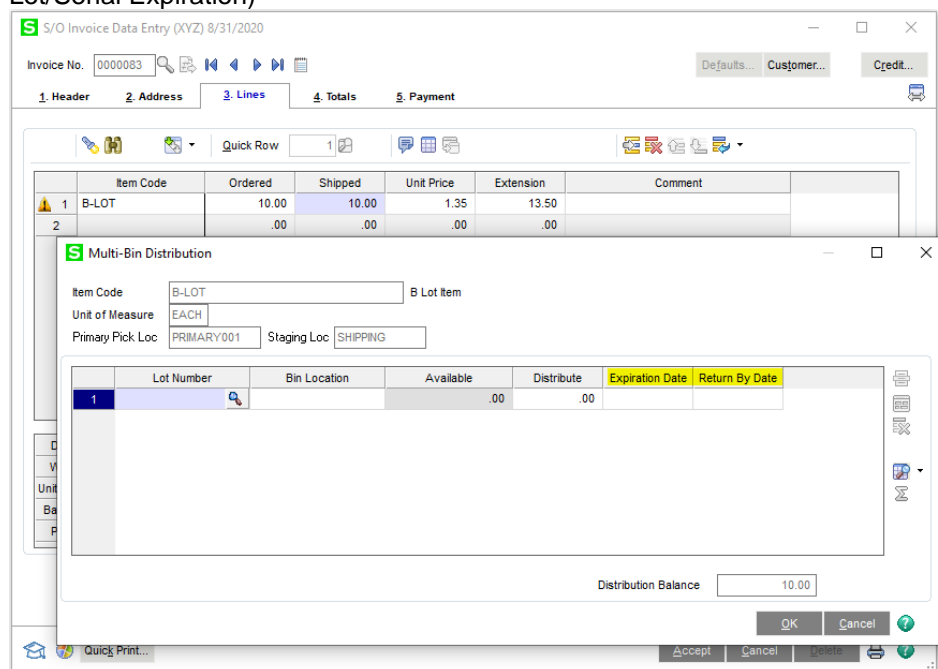 Lot/Serial Expiration)
S S/O Invoice Data Entry (XYZ) 8/31/2020
Invoice No. 0000083 Defaults... Customer... Credit...
1. Header 2. Address 3. Lines 4. Totals 5. Payment
Quick Row 1
Item Code Ordered Shipped Unit Price Extension Comment
1 B-LOT 10.00 10.00 1.35 13.50
2 .00 .00 .00 .00
S Multi-Bin Distribution
Item Code B-LOT B Lot Item
Unit of Measure EACH
Primary Pick Loc PRIMARY001 Staging Loc SHIPPING
Lot Number Bin Location Available Distribute Expiration Date Return By Date
1 .00 .00
D
W
Unit
Ba
P
Distribution Balance 10.00
OK Cancel
Quick Print... Accept Cancel Delete